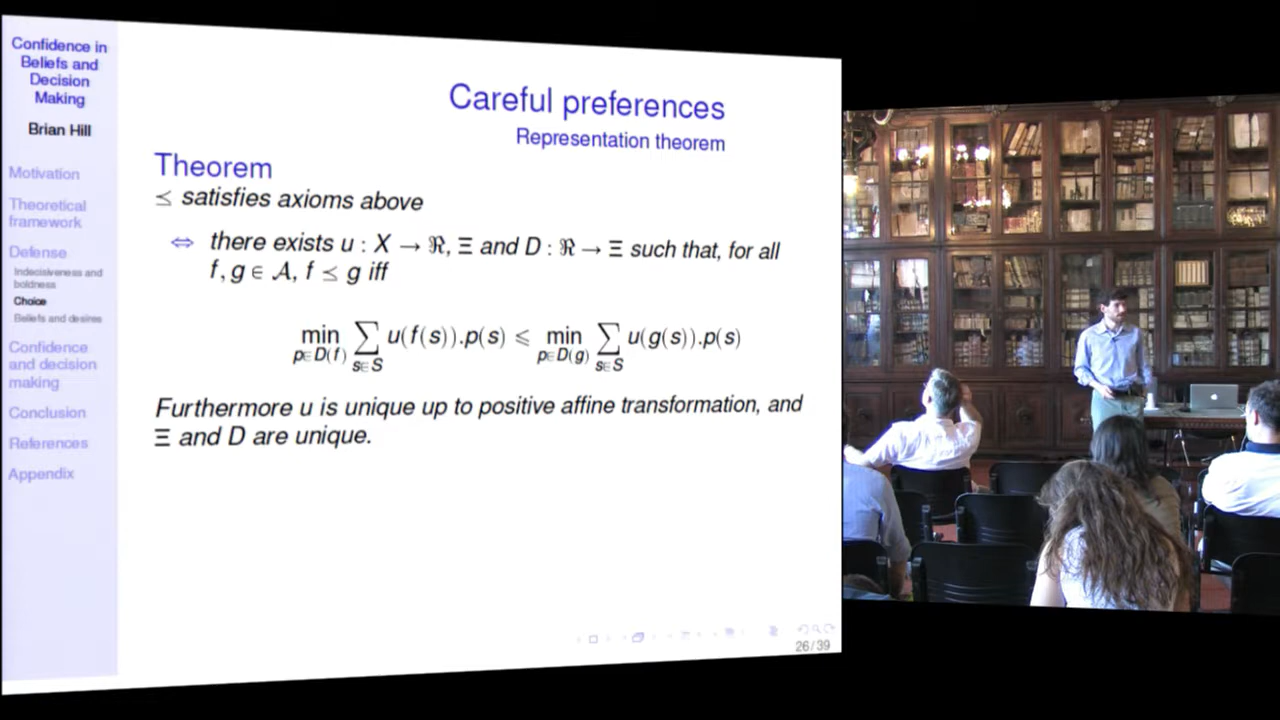 Confidence in
Beliefs and
Decision
Making
Brian Hill
Motivation
Theoretical
framework
Defense
Indecisiveness and
boldness
Choice
Beliefs and desires
Confidence
and decision
making
Conclusion
References
Appendix
Careful preferences
Representation theorem
Theorem
⪯ satisfies axioms above
⇔ there exists u : X → ℜ, Ξ and D : ℜ → Ξ such that, for all
f, g ∈ A, f ⪯ g iff
min_{p∈D(f)} ∑_{s∈S} u(f(s)).p(s) ⩽ min_{p∈D(g)} ∑_{s∈S} u(g(s)).p(s)
Furthermore u is unique up to positive affine transformation, and
Ξ and D are unique.
26/39